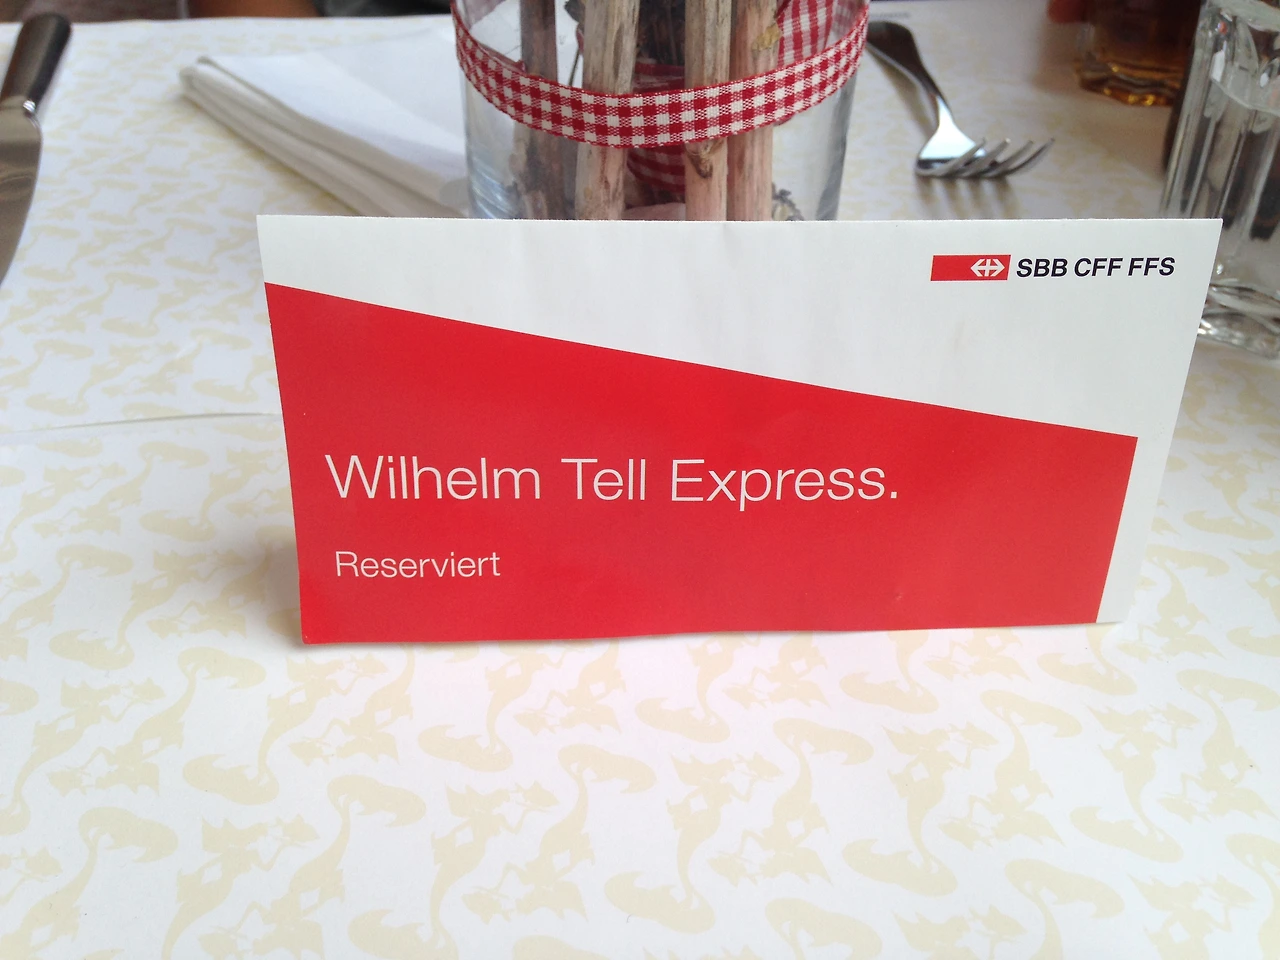 SBB CFF FFS
Wilhelm Tell Express.
Reserviert